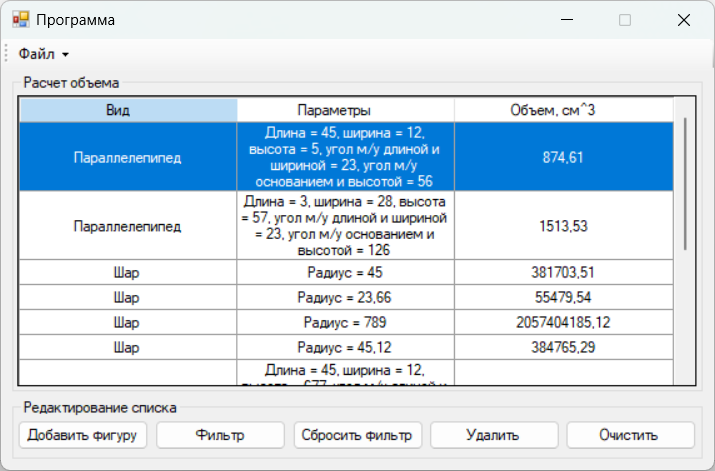 Программа
Файл
Расчет объема
Вид Параметры Объем, см^3
Длина = 45, ширина = 12,
высота = 5, угол м/у длиной и
Параллелепипед 874,61
шириной = 23, угол м/у
основанием и высотой = 56
Длина = 3, ширина = 28, высота
= 57, угол м/у длиной и шириной
Параллелепипед 1513,53
= 23, угол м/у основанием и
высотой = 126
Шар Радиус = 45 381703,51
Шар Радиус = 23,66 55479,54
Шар Радиус = 789 2057404185,12
Шар Радиус = 45,12 384765,29
Длина = 45, ширина = 12,
высота = 677, угол м/у длиной и
Редактирование списка
Добавить фигуру Фильтр Сбросить фильтр Удалить Очистить